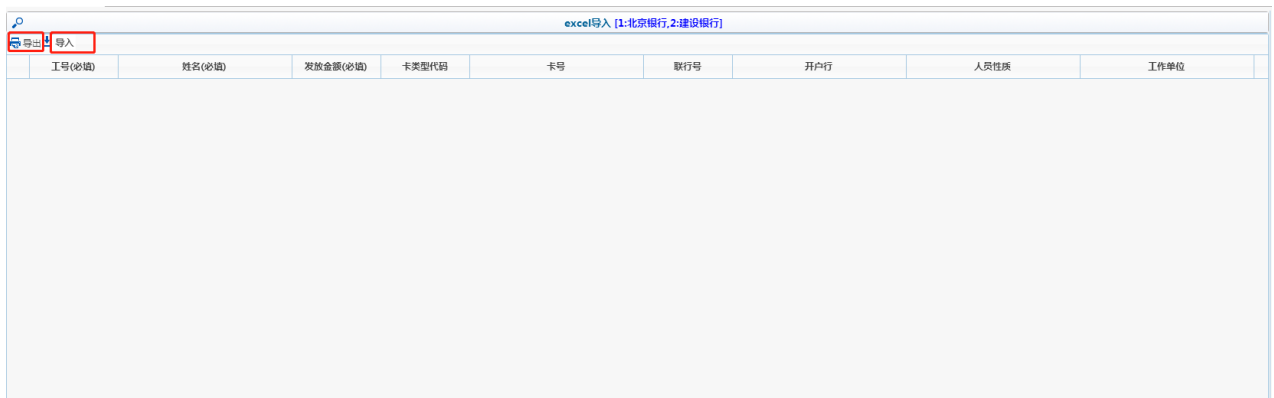 excel导入 [1:北京银行,2:建设银行]
导出 导入
工号(必填) 姓名(必填) 发放金额(必填) 卡类型代码 卡号 联行号 开户行 人员性质 工作单位